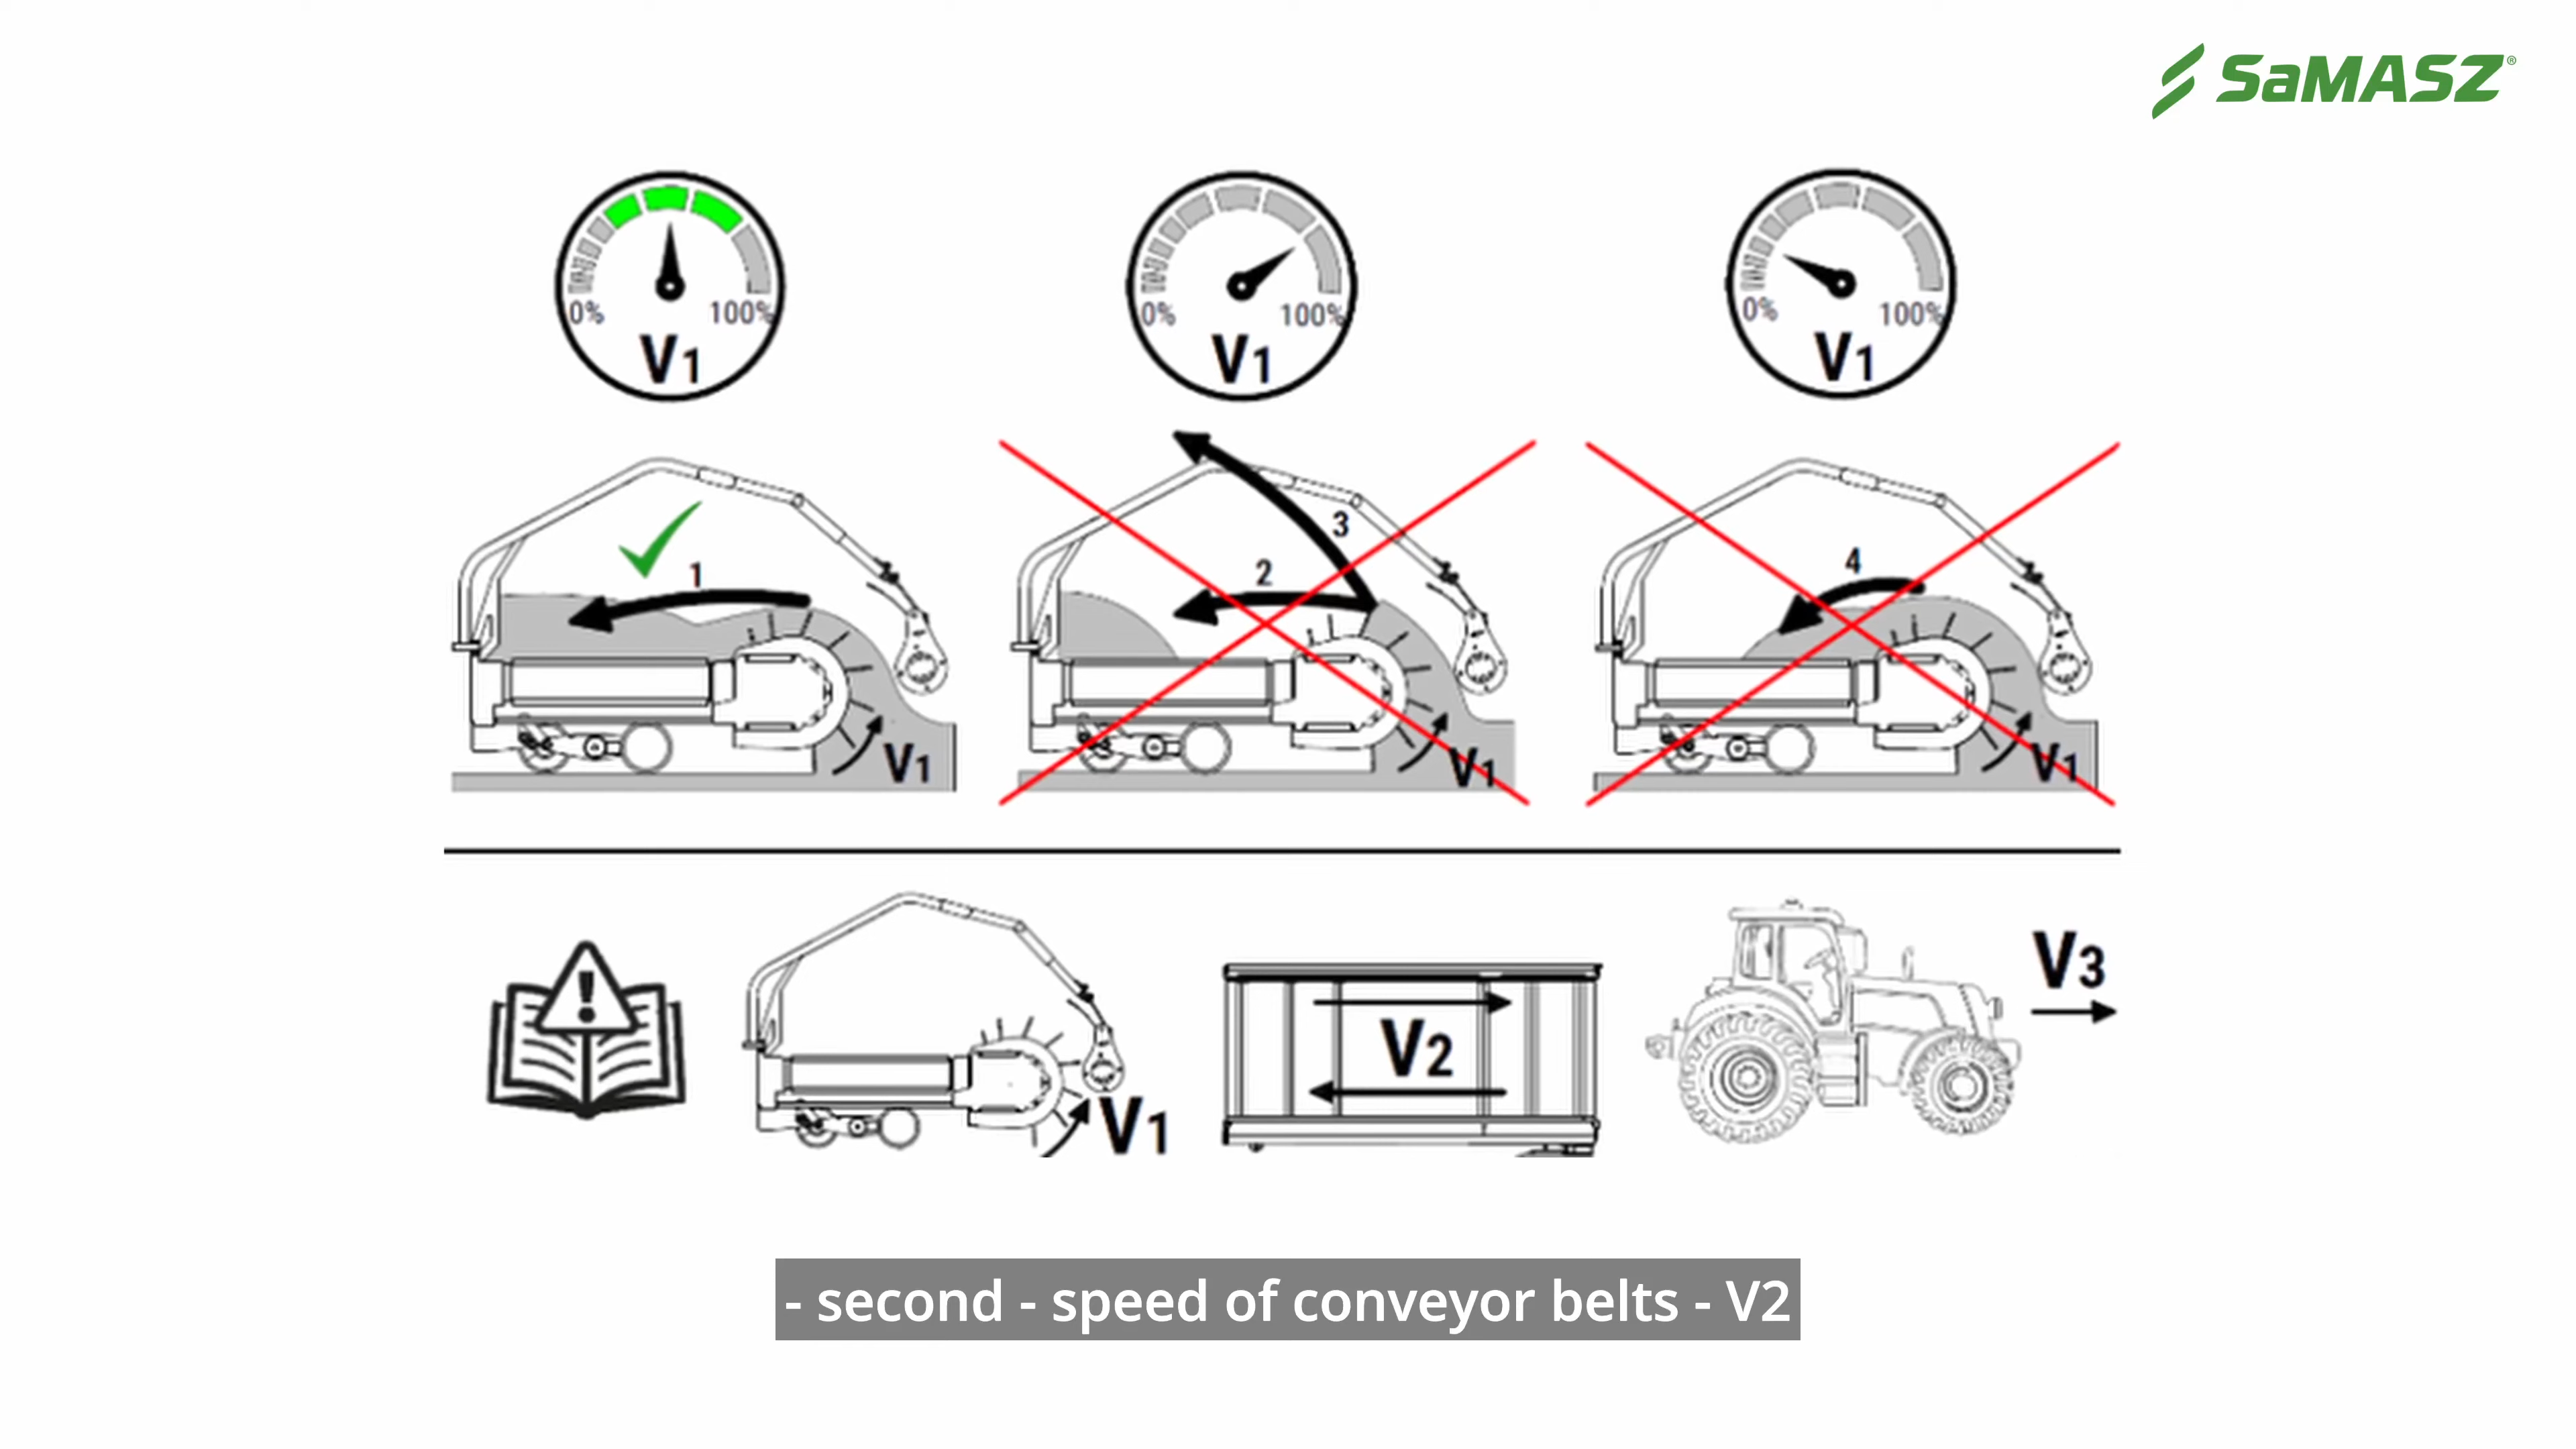 SaMASZ®
0% 100%
V1
0% 100%
V1
0% 100%
V1
1
V1
2
3
V1
4
V1
!
V1
V2
V3
- second - speed of conveyor belts - V2